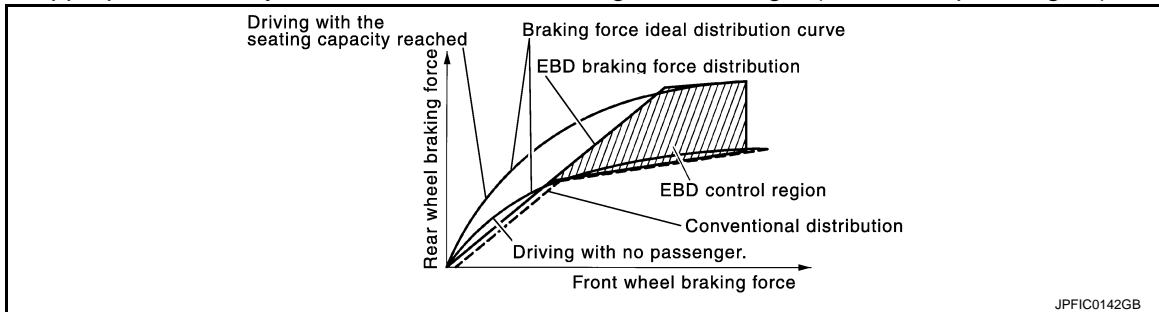 Driving with the
seating capacity reached
Braking force ideal distribution curve
EBD braking force distribution
Rear wheel braking force
EBD control region
Conventional distribution
Driving with no passenger.
Front wheel braking force
JPFIC0142GB